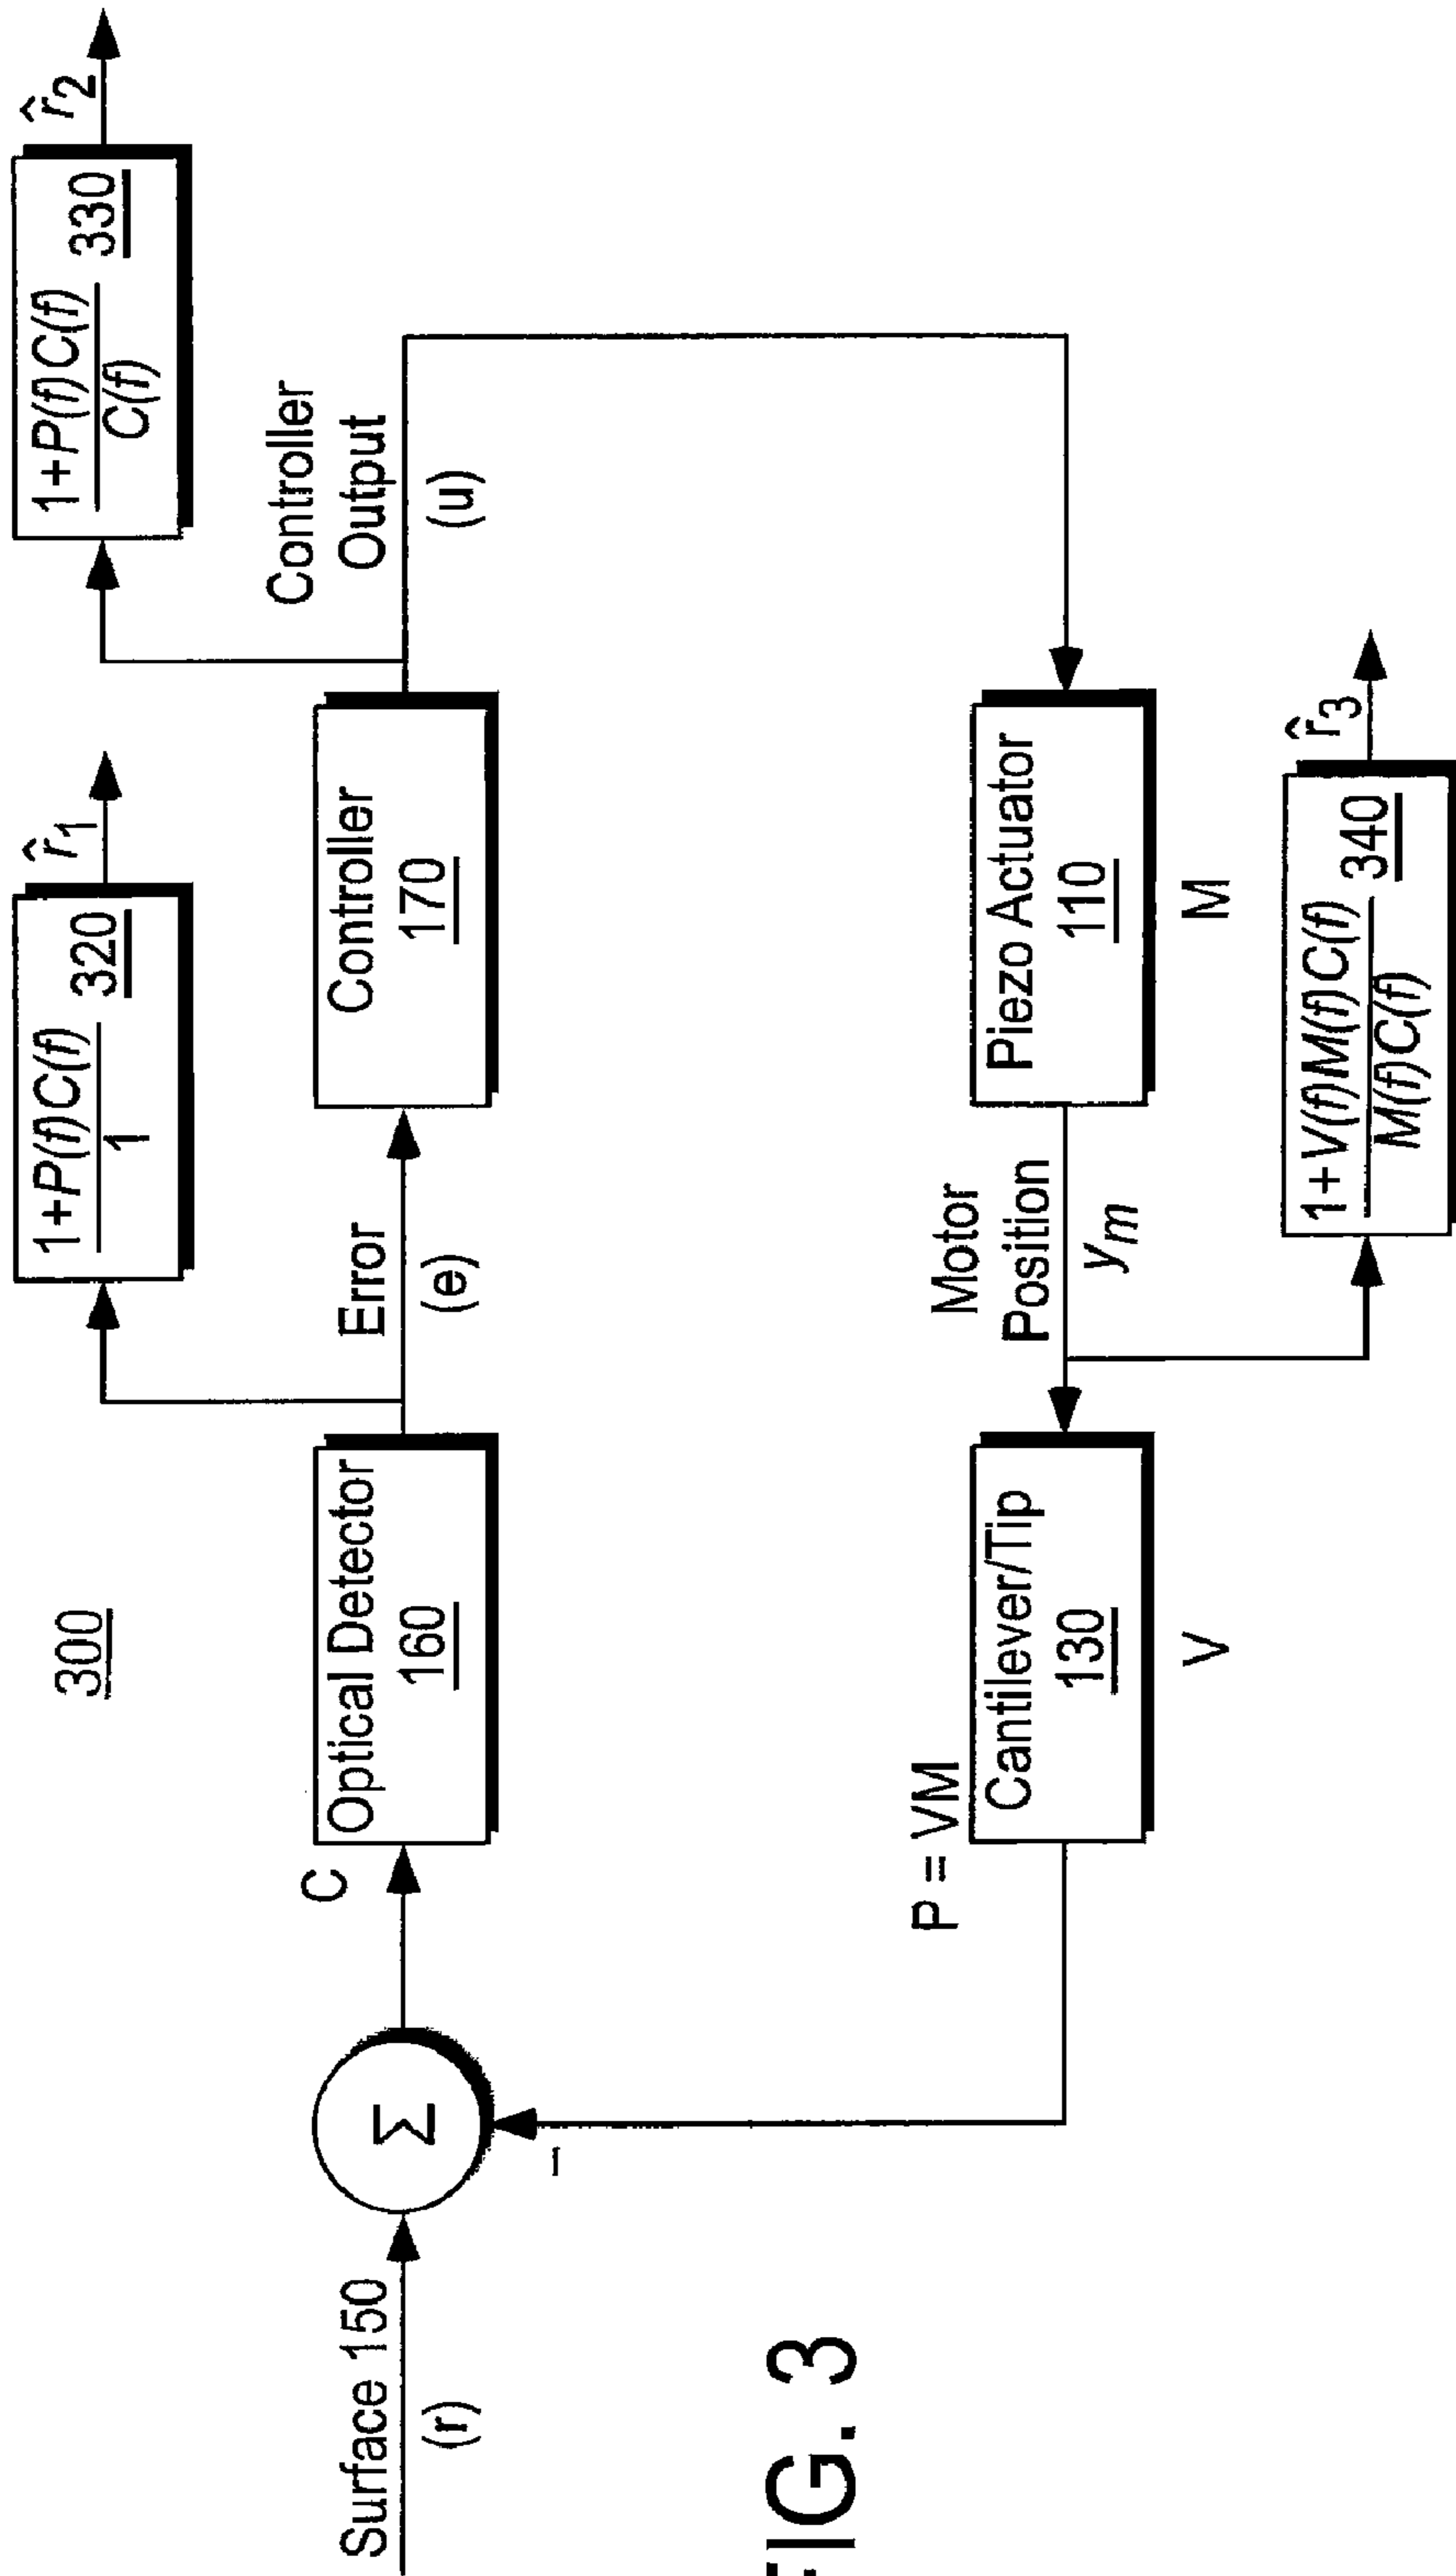 300
1+P(f)C(f)
1
320
r̂1
1+P(f)C(f)
C(f)
330
r̂2
Surface 150
(r)
Σ
C
Optical Detector
160
Error
(e)
Controller
170
Controller
Output
(u)
P = VM
Cantilever/Tip
130
V
Motor
Position
ym
Piezo Actuator
110
M
1+V(f)M(f)C(f)
M(f)C(f)
340
r̂3
FIG. 3